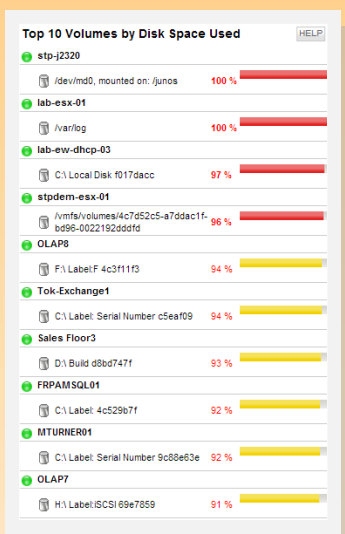 Top 10 Volumes by Disk Space Used HELP
stp-j2320
/dev/md0, mounted on: /junos 100 %
lab-esx-01
/var/log 100 %
lab-ew-dhcp-03
C:\ Local Disk f017dacc 97 %
stpdem-esx-01
/vmfs/volumes/4c7d52c5-a7ddac1f-
bd96-0022192dddfd 96 %
OLAP8
F:\ Label:F 4c3f11f3 94 %
Tok-Exchange1
C:\ Label: Serial Number c5eaf09 94 %
Sales Floor3
D:\ Build d8bd747f 93 %
FRPAMSQL01
C:\ Label: 4c529b7f 92 %
MTURNER01
C:\ Label: Serial Number 9c88e63e 92 %
OLAP7
H:\ Label:iSCSI 69e7859 91 %